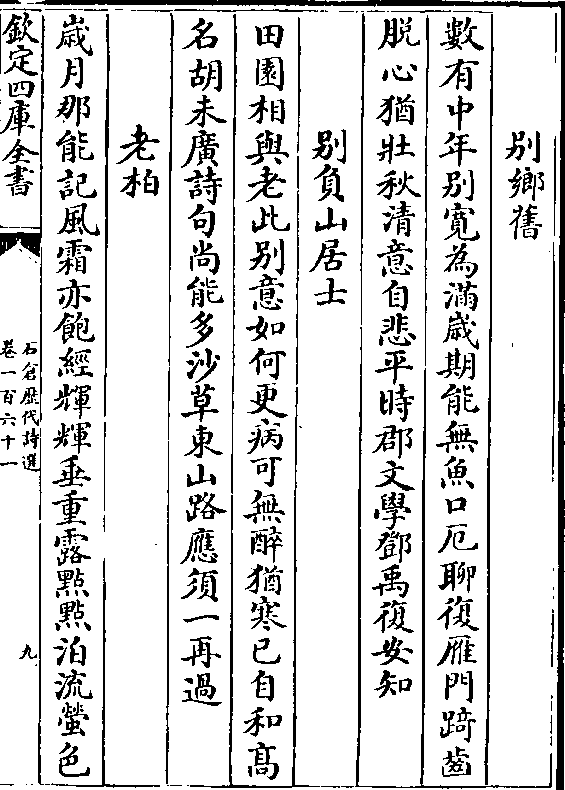 别鄉舊
數有中年别寛為滿歲期能無魚口厄聊復雁門踦齒
脱心猶壯秋清意自悲平時郡文學鄧禹復安知
别負山居士
田園相與老此别意如何更病可無醉猶寒已自和髙
名胡未廣詩句尚能多沙草東山路應須一再過
老柏
歲月那能記風霜亦飽經輝輝垂重露點點泊流螢色
欽定四庫全書
石倉歷代詩選
卷一百六十一
九